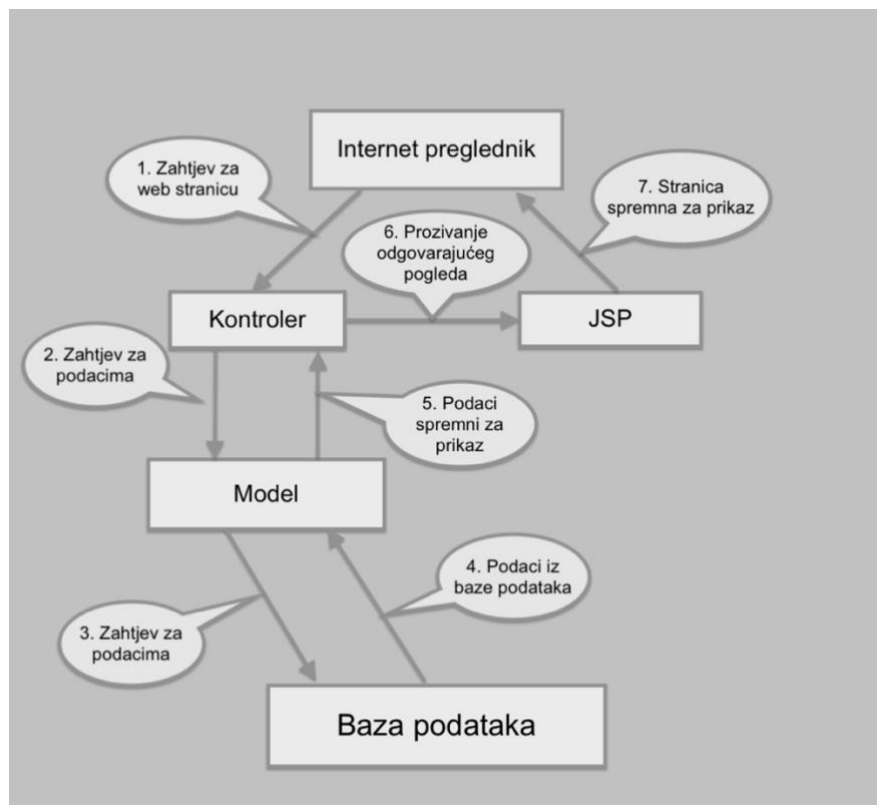 Internet preglednik
1. Zahtjev za
web stranicu
7. Stranica
spremna za prikaz
6. Prozivanje
odgovarajućeg
pogleda
Kontroler
JSP
2. Zahtjev za
podacima
5. Podaci
spremni za
prikaz
Model
4. Podaci iz
baze podataka
3. Zahtjev za
podacima
Baza podataka